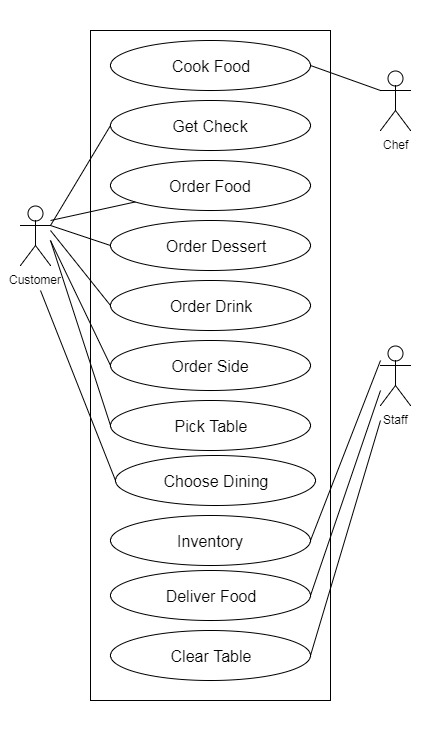 Cook Food
Chef
Get Check
Order Food
Order Dessert
Customer
Order Drink
Order Side
Staff
Pick Table
Choose Dining
Inventory
Deliver Food
Clear Table